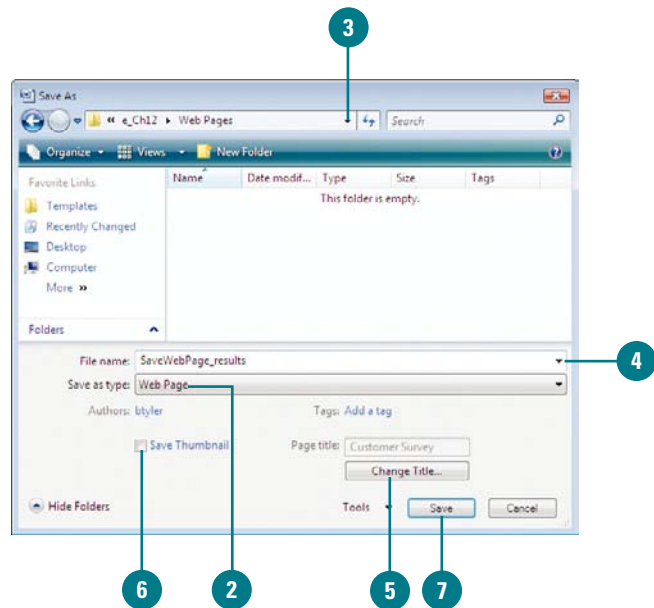 3
Save As
« e_Ch12 ▸ Web Pages
Search
Organize
Views
New Folder
Favorite Links
Templates
Recently Changed
Desktop
Computer
More »
Folders
Name
Date modif...
Type
Size
Tags
This folder is empty.
File name: SaveWebPage_results
4
Save as type: Web Page
Authors: btyler
Tags: Add a tag
Save Thumbnail
Page title: Customer Survey
Change Title...
Hide Folders
Tools
Save
Cancel
6
2
5
7